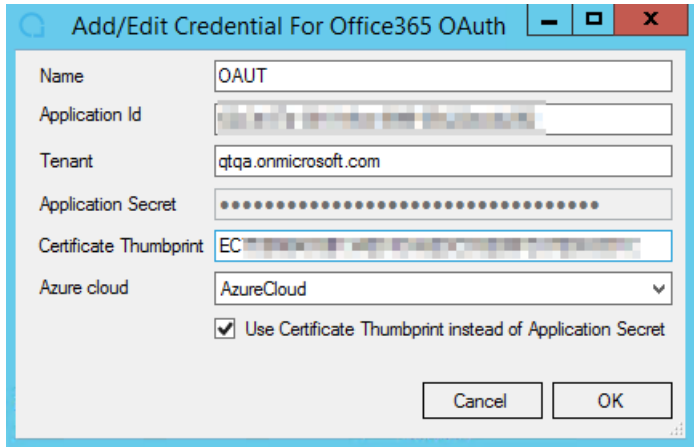 Add/Edit Credential For Office365 OAuth
Name OAUT
Application Id
Tenant qtqa.onmicrosoft.com
Application Secret ●●●●●●●●●●●●●●●●●●●●●●●●●●●●●●●●●●
Certificate Thumbprint
Azure cloud AzureCloud
Use Certificate Thumbprint instead of Application Secret
Cancel OK